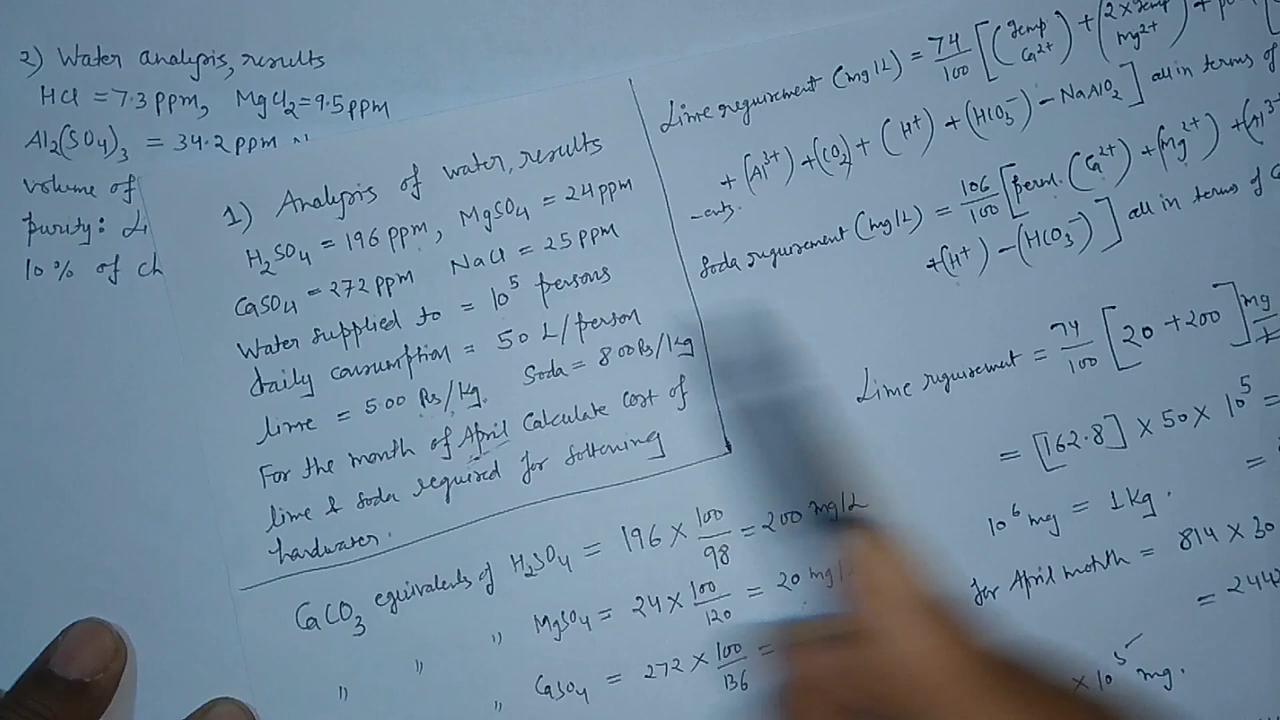 2) Water analysis, results
HCl = 7.3 ppm, MgCl2 = 9.5 ppm
Al2(SO4)3 = 34.2 ppm
volume of
purity:
10% of ch
1) Analysis of water, results
H2SO4 = 196 ppm, MgSO4 = 24 ppm
CaSO4 = 272 ppm NaCl = 25 ppm
Water supplied to = 10^5 persons
daily consumption = 50 L/person
lime = 500 Rs/kg. Soda = 800 Rs/kg
For the month of April Calculate cost of
lime & soda required for softening
hardwater.
CaCO3 equivalents of H2SO4 = 196 × 100/98 = 200 mg/L
" " MgSO4 = 24 × 100/120 = 20 mg/
" " CaSO4 = 272 × 100/136 =
Lime requirement (mg/L) = 74/100 [(Temp Ca2+) + (2×Temp Mg2+) +
+ (Al3+) + (CO2) + (H+) + (HCO3-) - NaAlO2] all in terms of
-ents.
Soda requirement (mg/L) = 106/100 [perm. (Ca2+) + (Mg2+) + (Al3+
+(H+) - (HCO3-)] all in terms of
Lime requirement = 74/100 [20 + 200] mg/
= [162.8] × 50 × 10^5 =
=
10^6 mg = 1 Kg.
for April month = 814 × 30
= 244
× 10^5 mg.